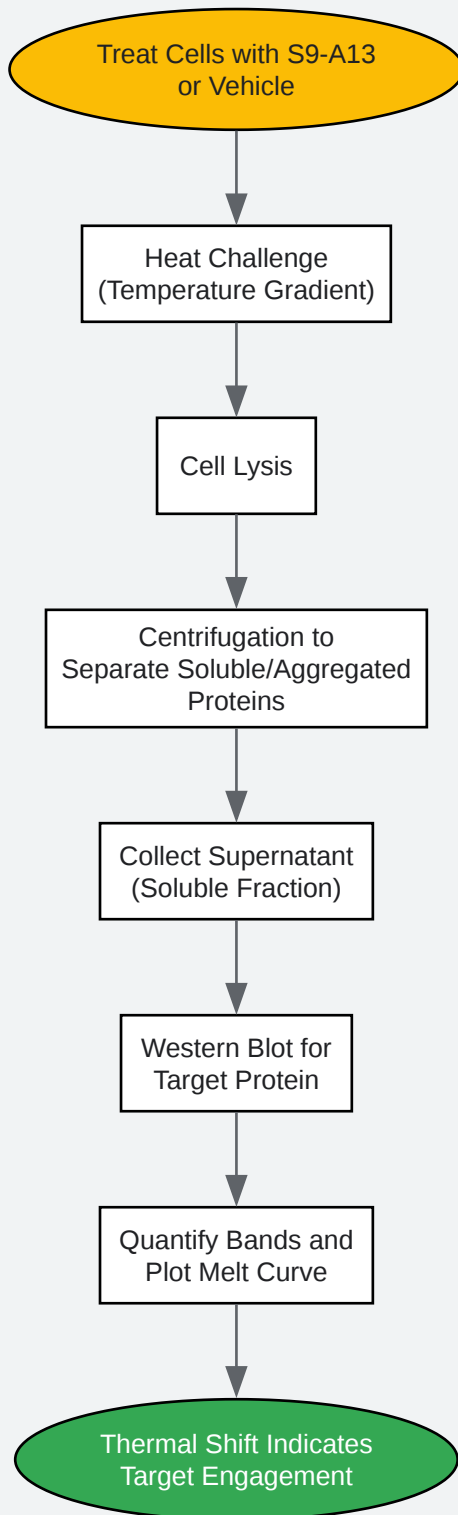 Treat Cells with S9-A13
or Vehicle
Heat Challenge
(Temperature Gradient)
Cell Lysis
Centrifugation to
Separate Soluble/Aggregated
Proteins
Collect Supernatant
(Soluble Fraction)
Western Blot for
Target Protein
Quantify Bands and
Plot Melt Curve
Thermal Shift Indicates
Target Engagement